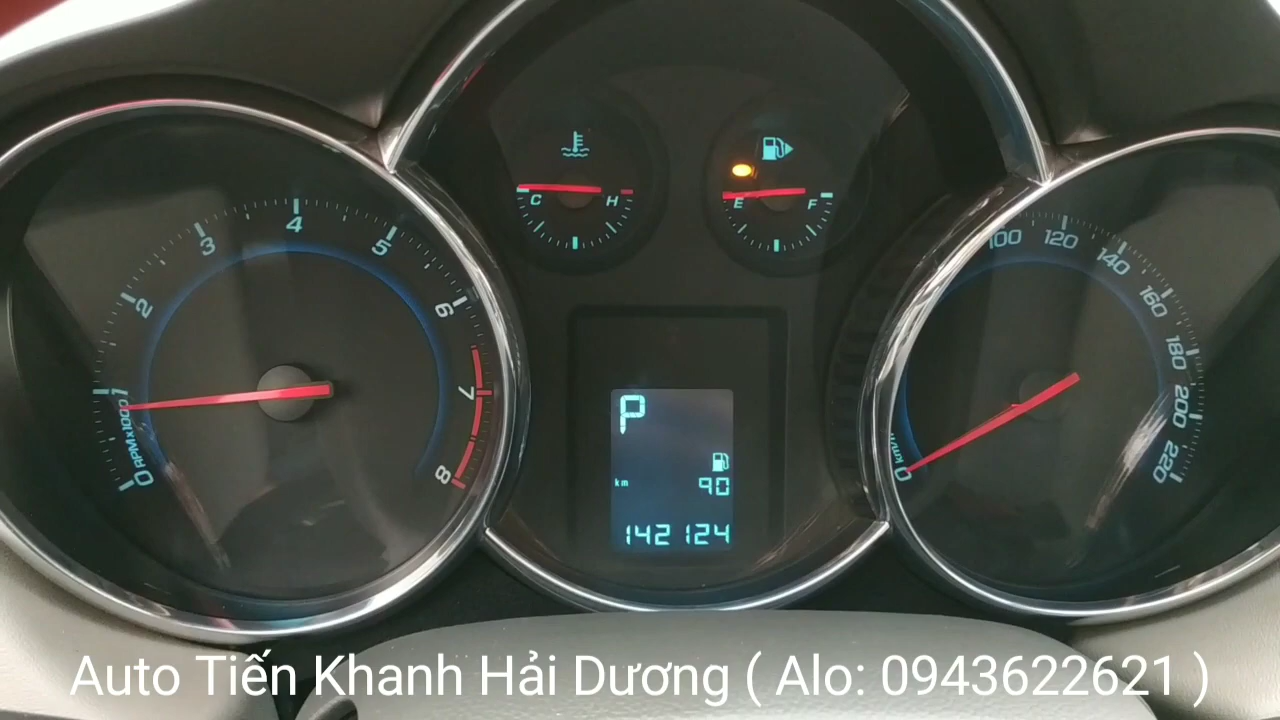 C H
E F
0 RPMx1000 1 2 3 4 5 6 7 8
0 km/h 100 120 140 160 180 200 220
P
km 90
142124
Auto Tiến Khanh Hải Dương ( Alo: 0943622621 )